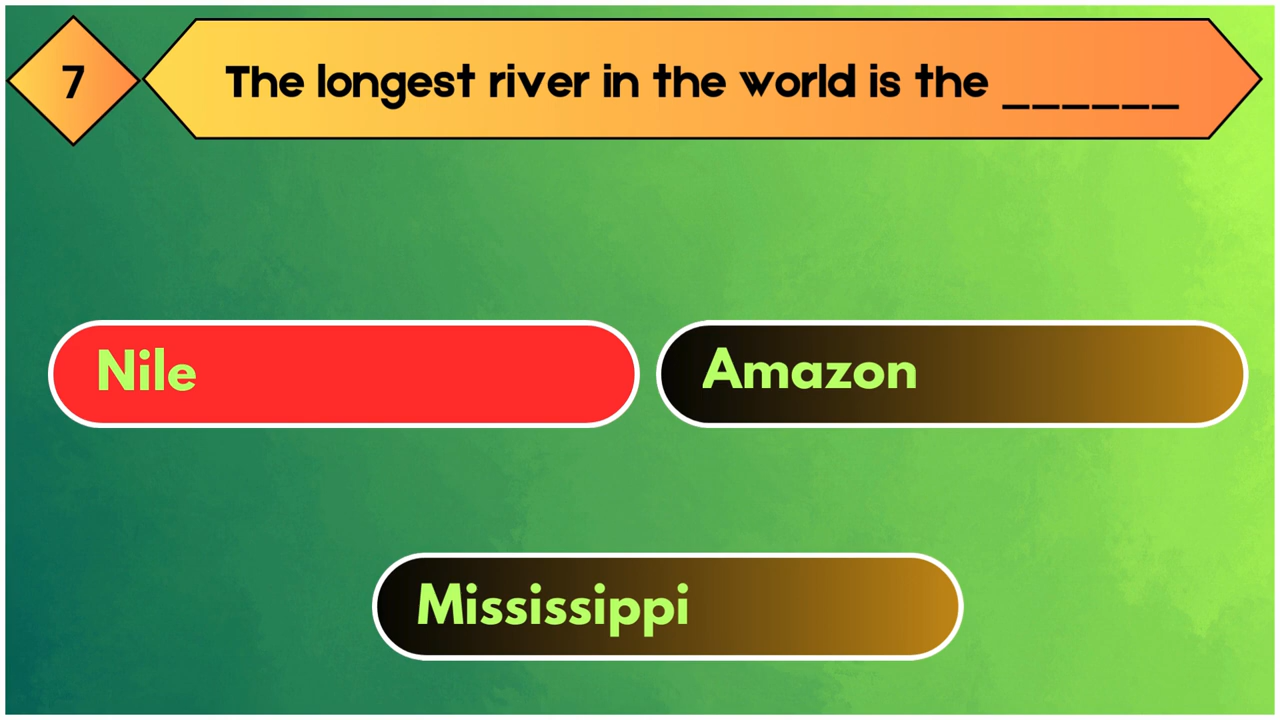 7
The longest river in the world is the ______
Nile
Amazon
Mississippi